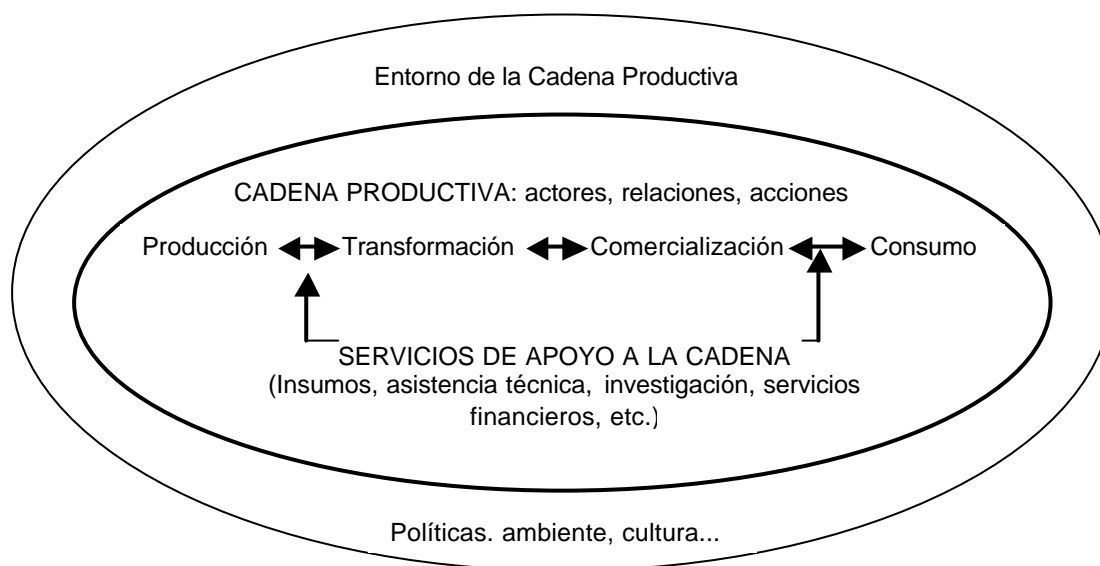 Entorno de la Cadena Productiva
CADENA PRODUCTIVA: actores, relaciones, acciones
Producción Transformación Comercialización Consumo
SERVICIOS DE APOYO A LA CADENA
(Insumos, asistencia técnica, investigación, servicios
financieros, etc.)
Políticas. ambiente, cultura...